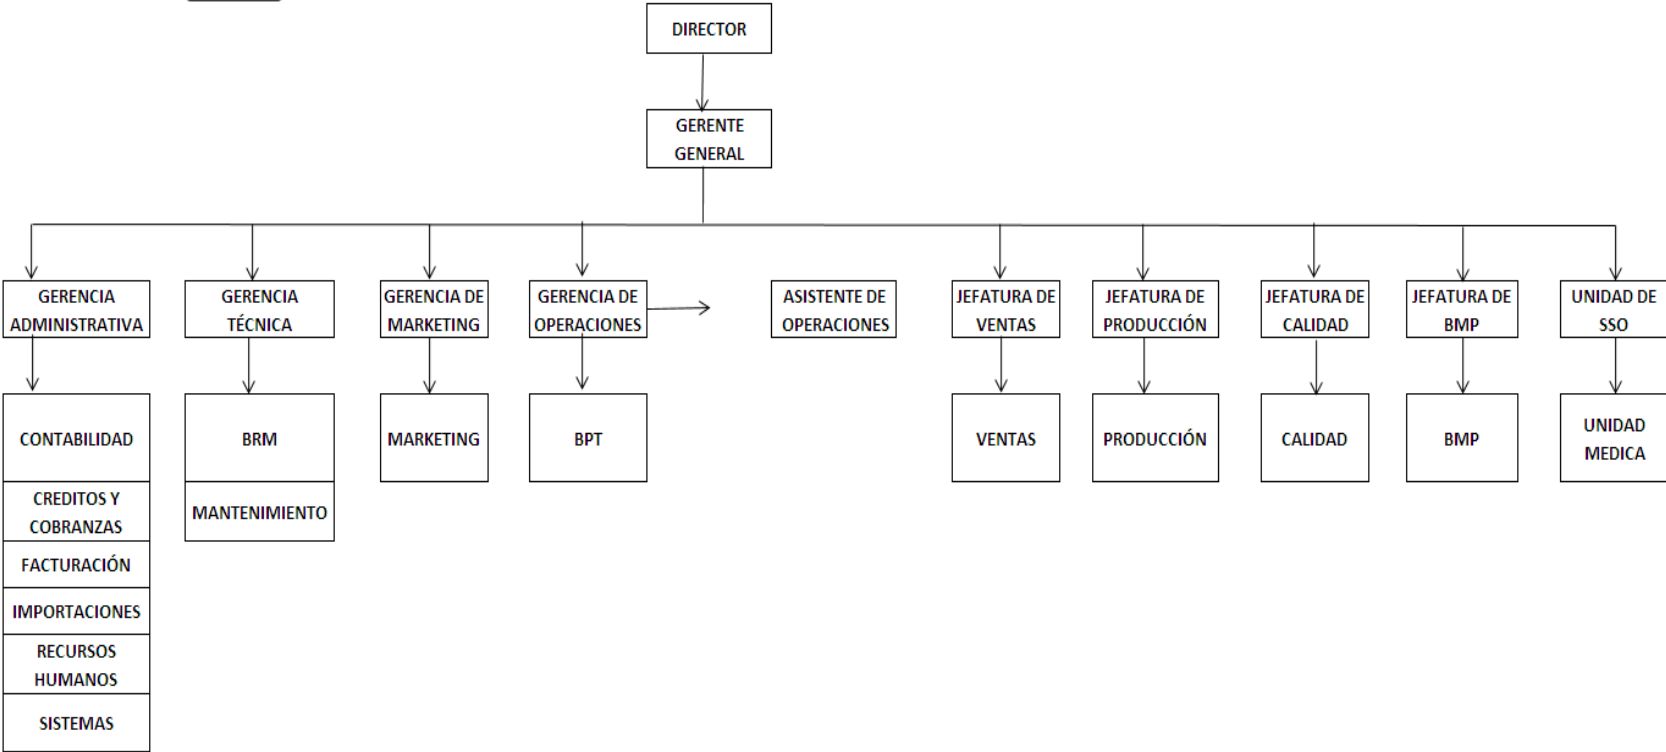 DIRECTOR
GERENTE
GENERAL
GERENCIA
ADMINISTRATIVA
GERENCIA
TÉCNICA
GERENCIA DE
MARKETING
GERENCIA DE
OPERACIONES
ASISTENTE DE
OPERACIONES
JEFATURA DE
VENTAS
JEFATURA DE
PRODUCCIÓN
JEFATURA DE
CALIDAD
JEFATURA DE
BMP
UNIDAD DE
SSO
CONTABILIDAD
BRM
MARKETING
BPT
VENTAS
PRODUCCIÓN
CALIDAD
BMP
UNIDAD
MEDICA
CREDITOS Y
COBRANZAS
MANTENIMIENTO
FACTURACIÓN
IMPORTACIONES
RECURSOS
HUMANOS
SISTEMAS